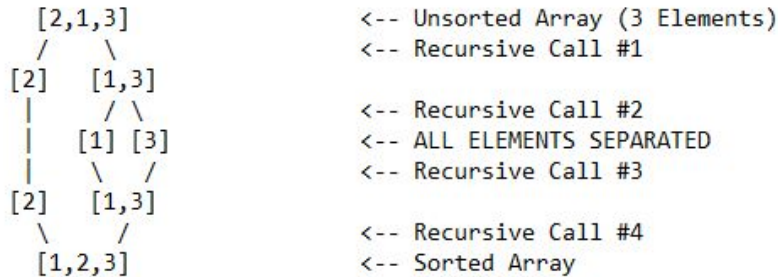 [2,1,3] <-- Unsorted Array (3 Elements)
/ \ <-- Recursive Call #1
[2] [1,3]
| / \ <-- Recursive Call #2
| [1] [3] <-- ALL ELEMENTS SEPARATED
| \ / <-- Recursive Call #3
[2] [1,3]
\ / <-- Recursive Call #4
[1,2,3] <-- Sorted Array